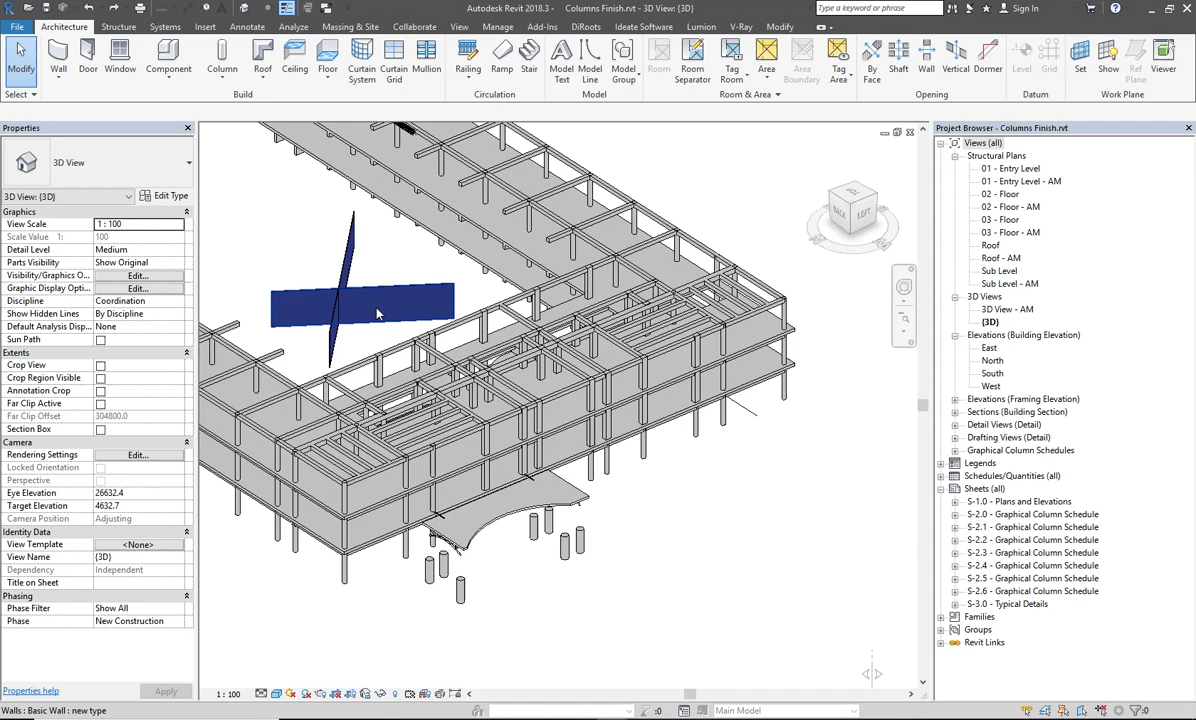 Autodesk Revit 2018.3 - Columns Finish.rvt - 3D View: {3D}
Type a keyword or phrase
Sign In
File Architecture Structure Systems Insert Annotate Analyze Massing & Site Collaborate View Manage Add-Ins DiRoots Ideate Software Lumion V-Ray Modify
Modify Wall Door Window Component Column Roof Ceiling Floor Curtain System Curtain Grid Mullion Railing Ramp Stair Model Text Model Line Model Group Room Room Separator Tag Room Area Area Boundary Tag Area By Face Shaft Wall Vertical Dormer Level Grid Set Show Ref Plane Viewer
Select Build Circulation Model Room & Area Opening Datum Work Plane
Properties
3D View
3D View: {3D} Edit Type
Graphics
View Scale 1 : 100
Scale Value 1: 100
Detail Level Medium
Parts Visibility Show Original
Visibility/Graphics O... Edit...
Graphic Display Opti... Edit...
Discipline Coordination
Show Hidden Lines By Discipline
Default Analysis Disp... None
Sun Path
Extents
Crop View
Crop Region Visible
Annotation Crop
Far Clip Active
Far Clip Offset 304800.0
Section Box
Camera
Rendering Settings Edit...
Locked Orientation
Perspective
Eye Elevation 26632.4
Target Elevation 4632.7
Camera Position Adjusting
Identity Data
View Template <None>
View Name {3D}
Dependency Independent
Title on Sheet
Phasing
Phase Filter Show All
Phase New Construction
Properties help Apply
BACK LEFT
1 : 100
Project Browser - Columns Finish.rvt
Views (all)
Structural Plans
01 - Entry Level
01 - Entry Level - AM
02 - Floor
02 - Floor - AM
03 - Floor
03 - Floor - AM
Roof
Roof - AM
Sub Level
Sub Level - AM
3D Views
3D View - AM
{3D}
Elevations (Building Elevation)
East
North
South
West
Elevations (Framing Elevation)
Sections (Building Section)
Detail Views (Detail)
Drafting Views (Detail)
Graphical Column Schedules
Legends
Schedules/Quantities (all)
Sheets (all)
S-1.0 - Plans and Elevations
S-2.0 - Graphical Column Schedule
S-2.1 - Graphical Column Schedule
S-2.2 - Graphical Column Schedule
S-2.3 - Graphical Column Schedule
S-2.4 - Graphical Column Schedule
S-2.5 - Graphical Column Schedule
S-2.6 - Graphical Column Schedule
S-3.0 - Typical Details
Families
Groups
Revit Links
Walls : Basic Wall : new type
:0 Main Model :0